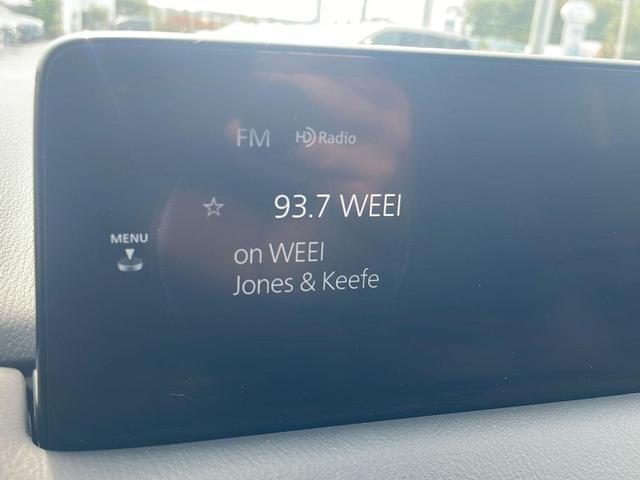 FM HD Radio
93.7 WEEI
MENU
on WEEI
Jones & Keefe